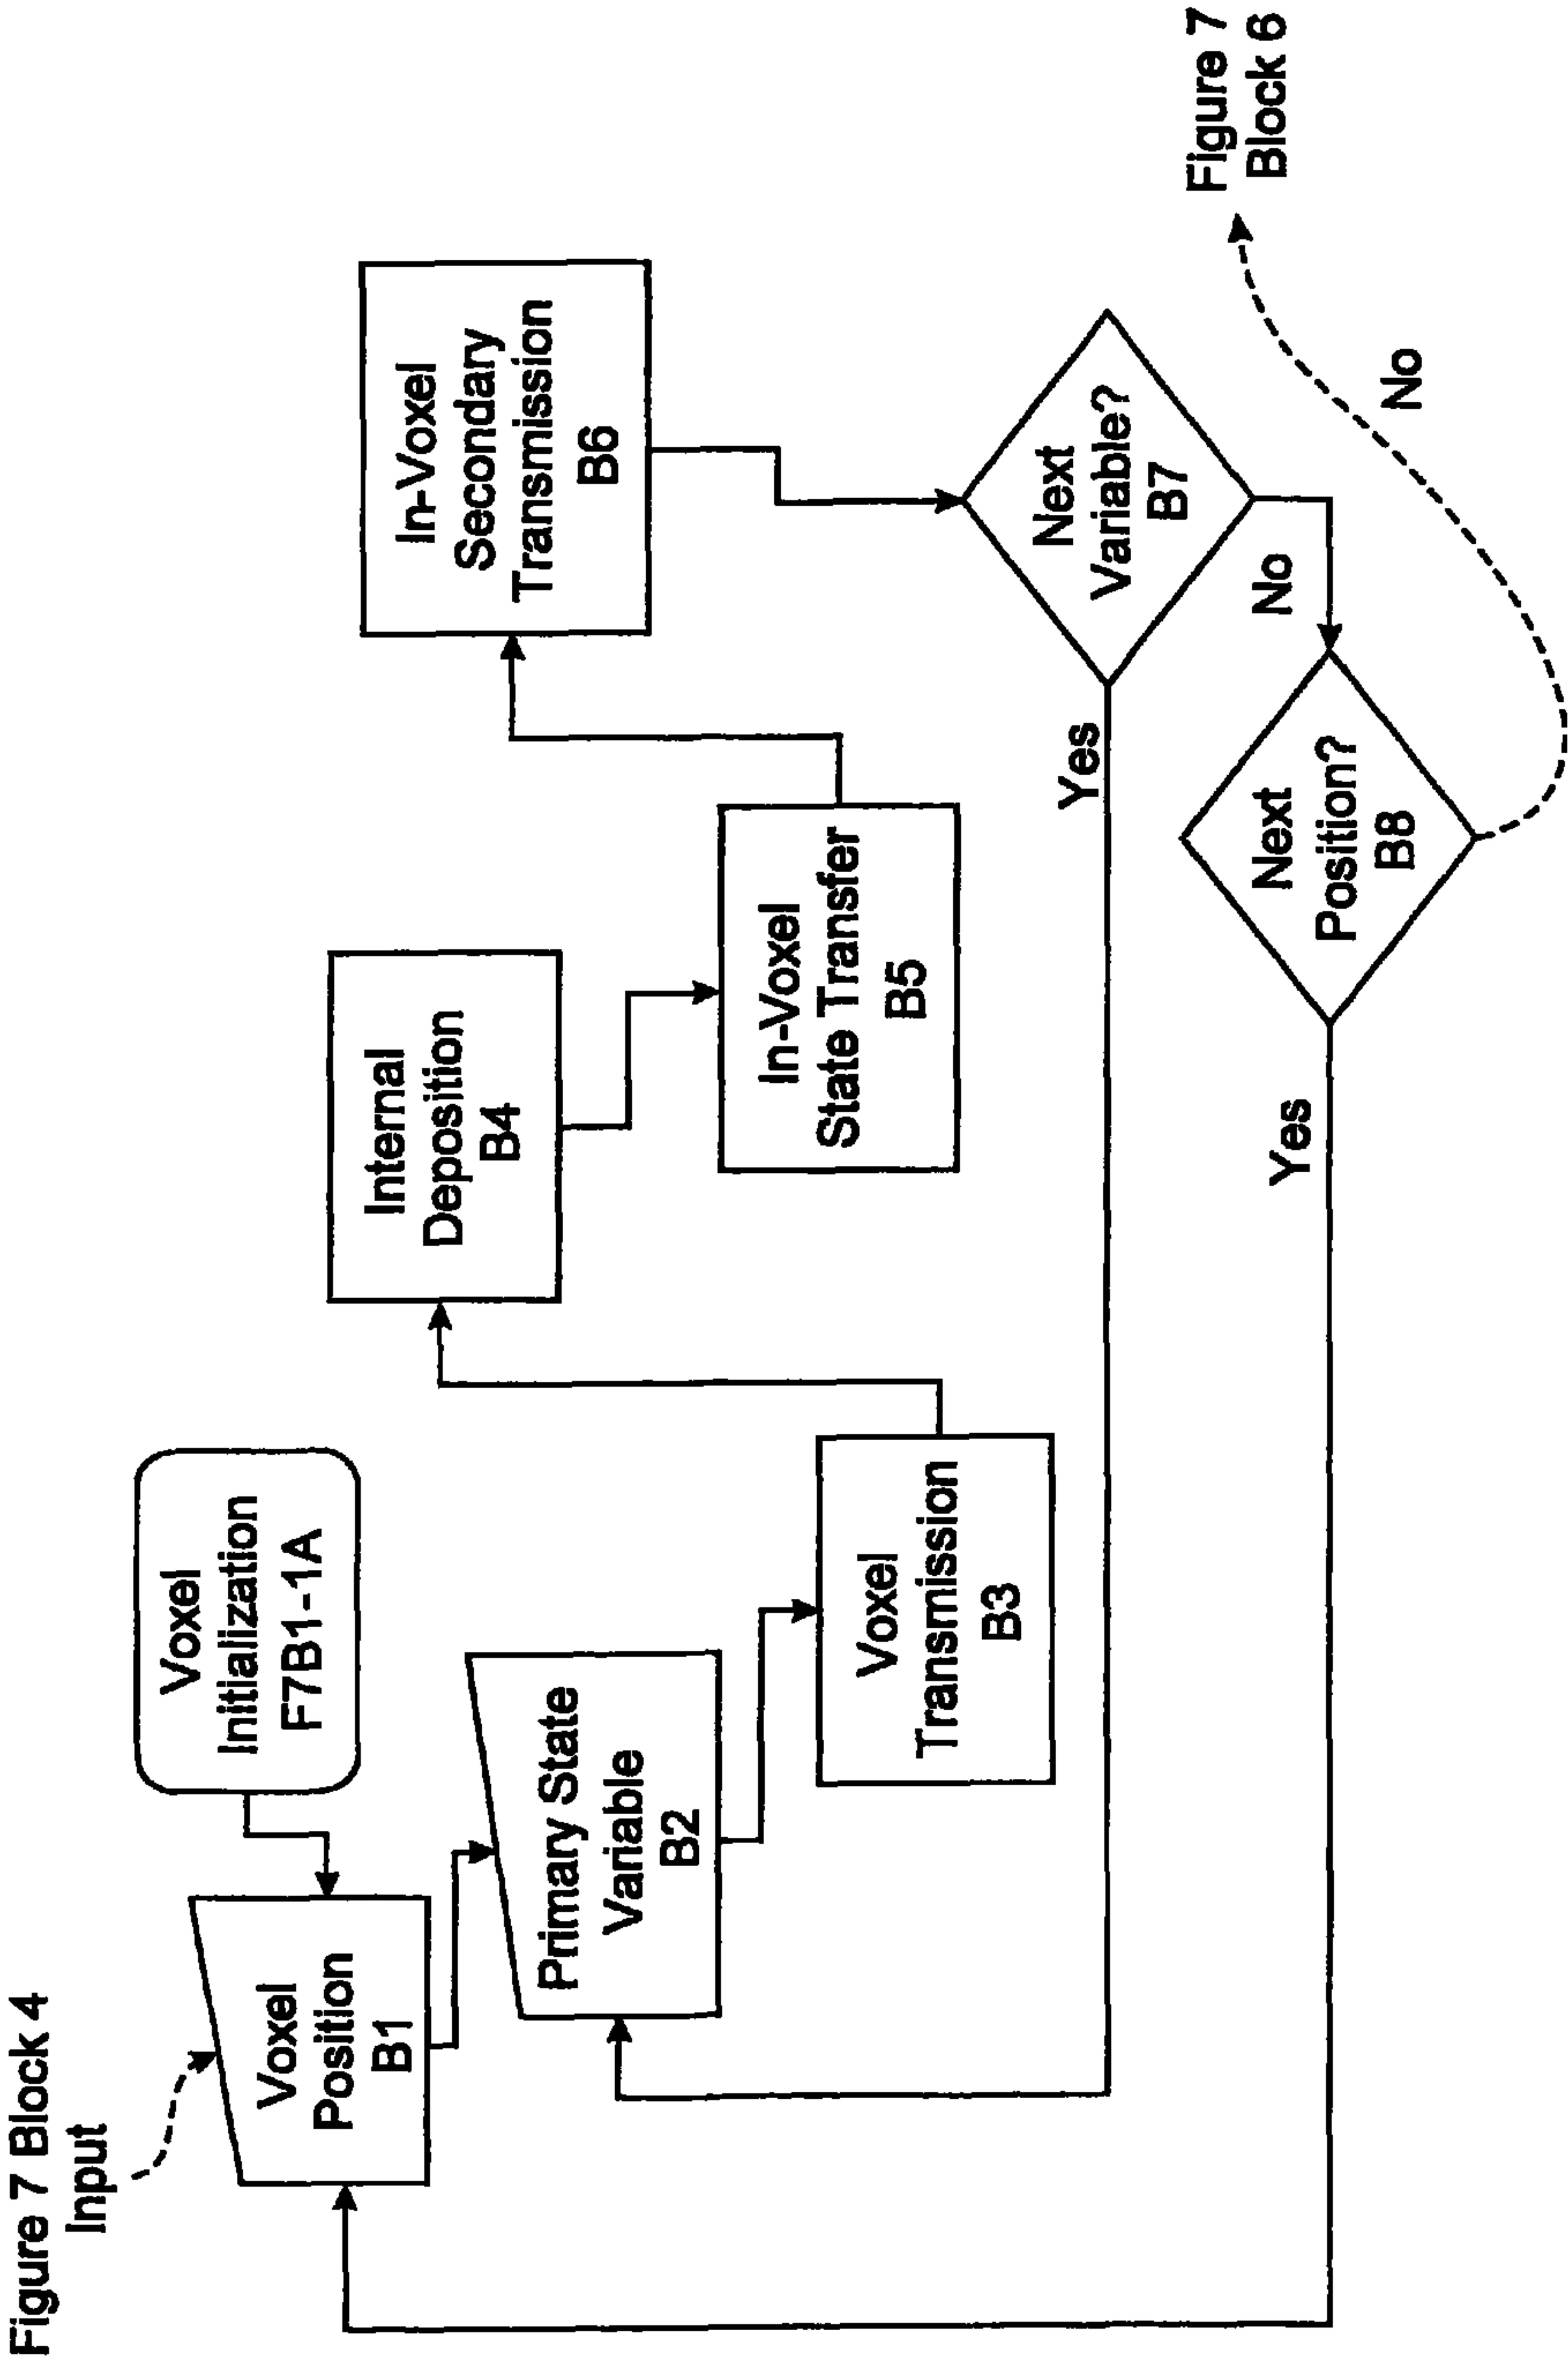 Figure 7 Block 4
Input
Voxel
Initialization
F7B1-1A
Voxel
Position
B1
Primary State
Variable
B2
Voxel
Transmission
B3
Internal
Deposition
B4
In-Voxel
State Transfer
B5
In-Voxel
Secondary
Transmission
B6
Next
Variable?
B7
Yes
No
Next
Position?
B8
Yes
No
Figure 7
Block 6